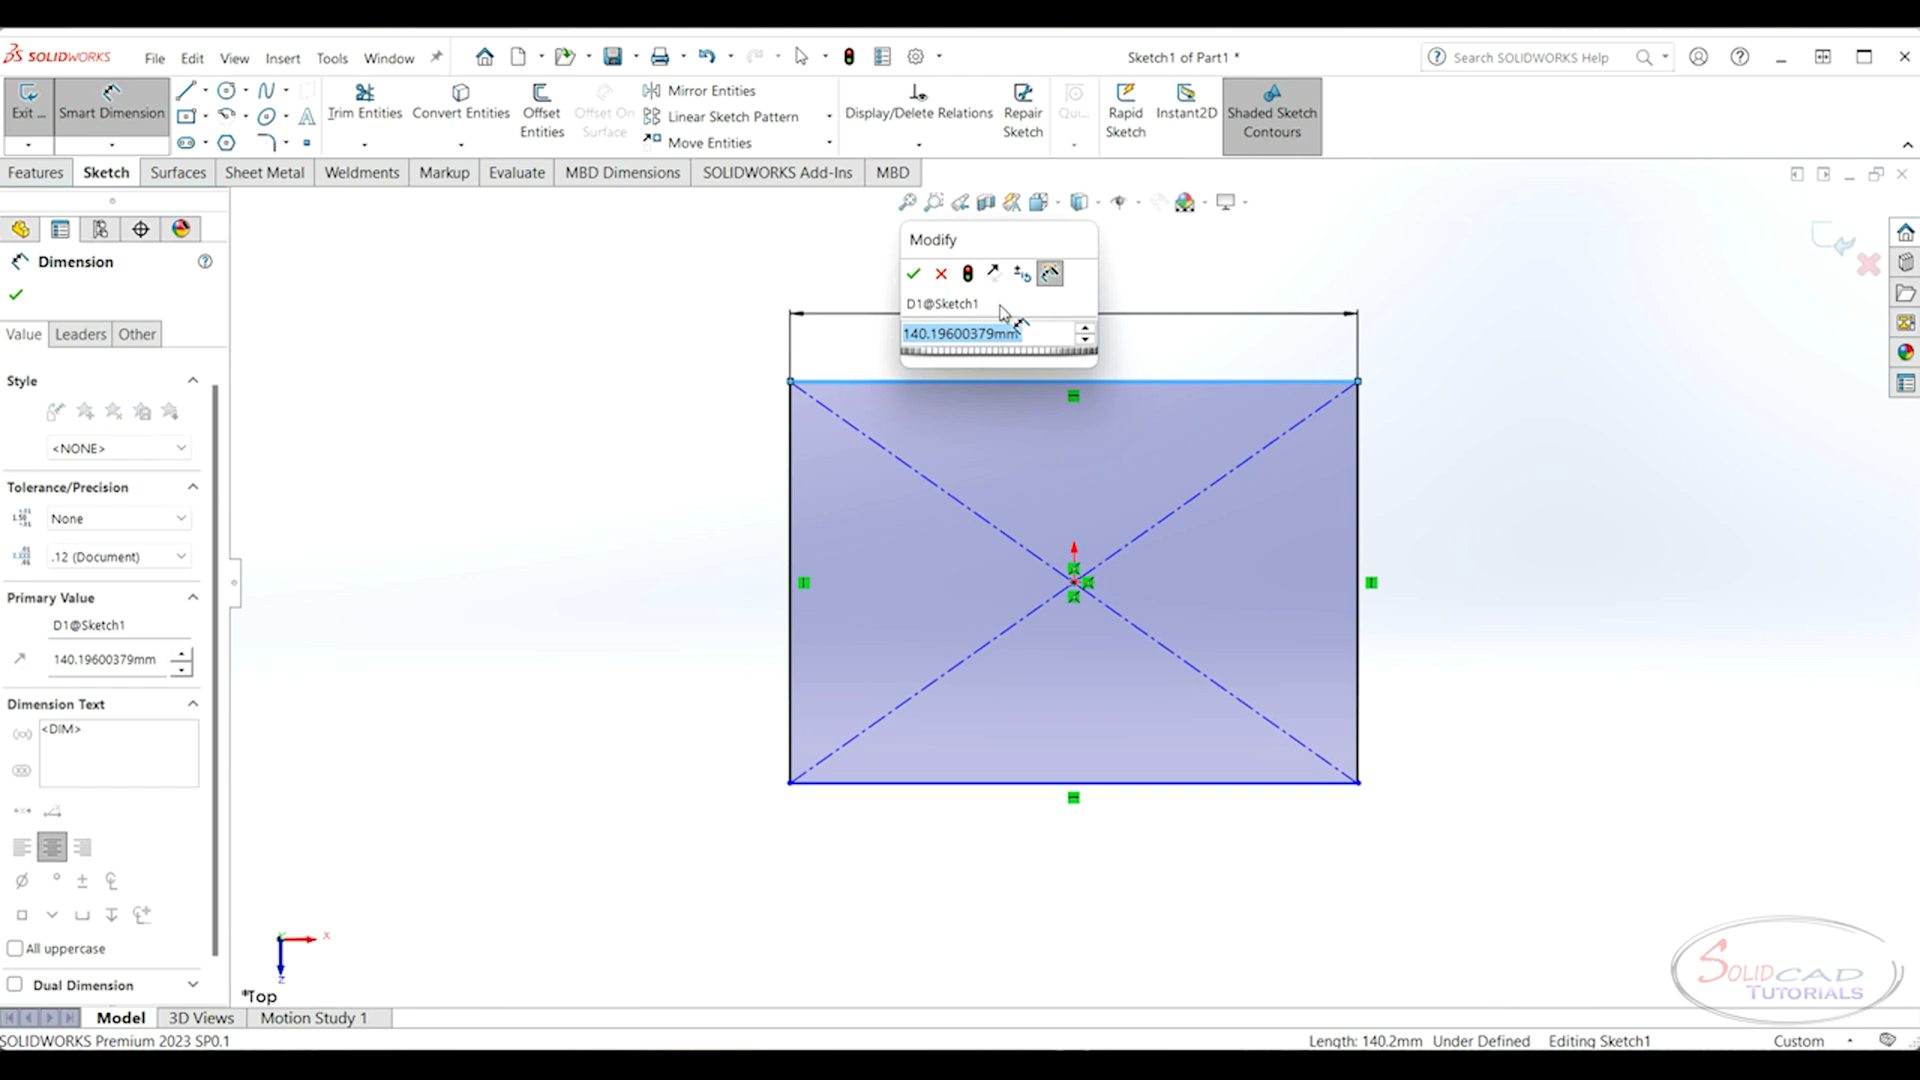 SOLIDWORKS
File Edit View Insert Tools Window
Sketch1 of Part1 *
Search SOLIDWORKS Help
Exit ...
Smart Dimension
Trim Entities
Convert Entities
Offset Entities
Offset On Surface
Mirror Entities
Linear Sketch Pattern
Move Entities
Display/Delete Relations
Repair Sketch
Qui...
Rapid Sketch
Instant2D
Shaded Sketch Contours
Features Sketch Surfaces Sheet Metal Weldments Markup Evaluate MBD Dimensions SOLIDWORKS Add-Ins MBD
Dimension
Value Leaders Other
Style
<NONE>
Tolerance/Precision
None
.12 (Document)
Primary Value
D1@Sketch1
140.19600379mm
Dimension Text
<DIM>
All uppercase
Dual Dimension
Modify
D1@Sketch1
140.19600379mm
X
Z
*Top
SOLIDCAD
TUTORIALS
Model 3D Views Motion Study 1
SOLIDWORKS Premium 2023 SP0.1
Length: 140.2mm Under Defined Editing Sketch1 Custom